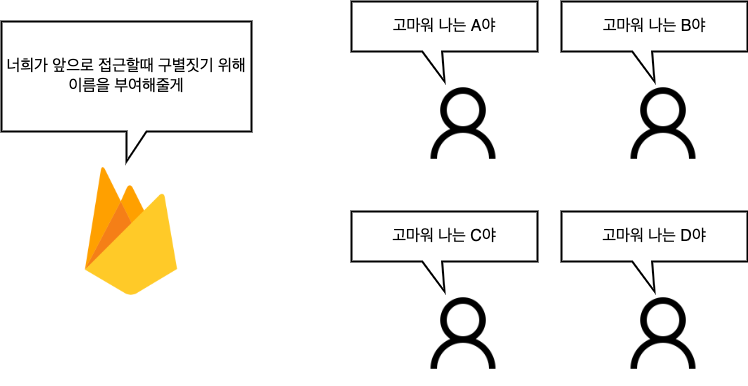 너희가 앞으로 접근할때 구별짓기 위해
이름을 부여해줄게
고마워 나는 A야
고마워 나는 B야
고마워 나는 C야
고마워 나는 D야